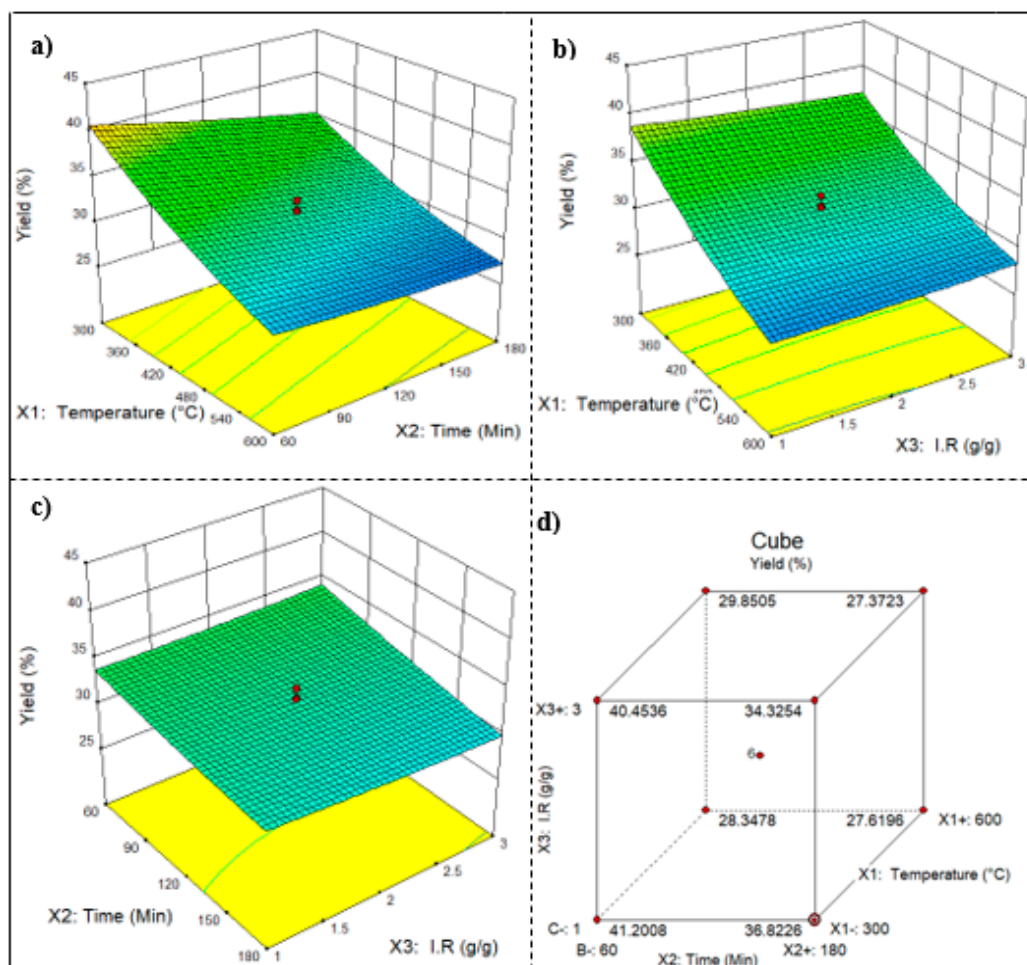 a)
45
40
35
30
25
Yield (%)
300
360
420
480
540
600
X1: Temperature (°C)
60
90
120
150
180
X2: Time (Min)
b)
45
40
35
30
25
Yield (%)
300
360
420
540
600
X1: Temperature (°C)
1
1.5
2
2.5
3
X3: I.R (g/g)
c)
45
40
35
30
25
Yield (%)
60
90
120
150
180
X2: Time (Min)
1
1.5
2
2.5
3
X3: I.R (g/g)
d)
Cube
Yield (%)
29.8505 27.3723
X3+: 3 40.4536 34.3254
6
X3: I.R (g/g)
28.3478 27.6196 X1+: 600
X1: Temperature (°C)
C-: 1 41.2008 36.8226 X1-: 300
B-: 60 X2: Time (Min) X2+: 180